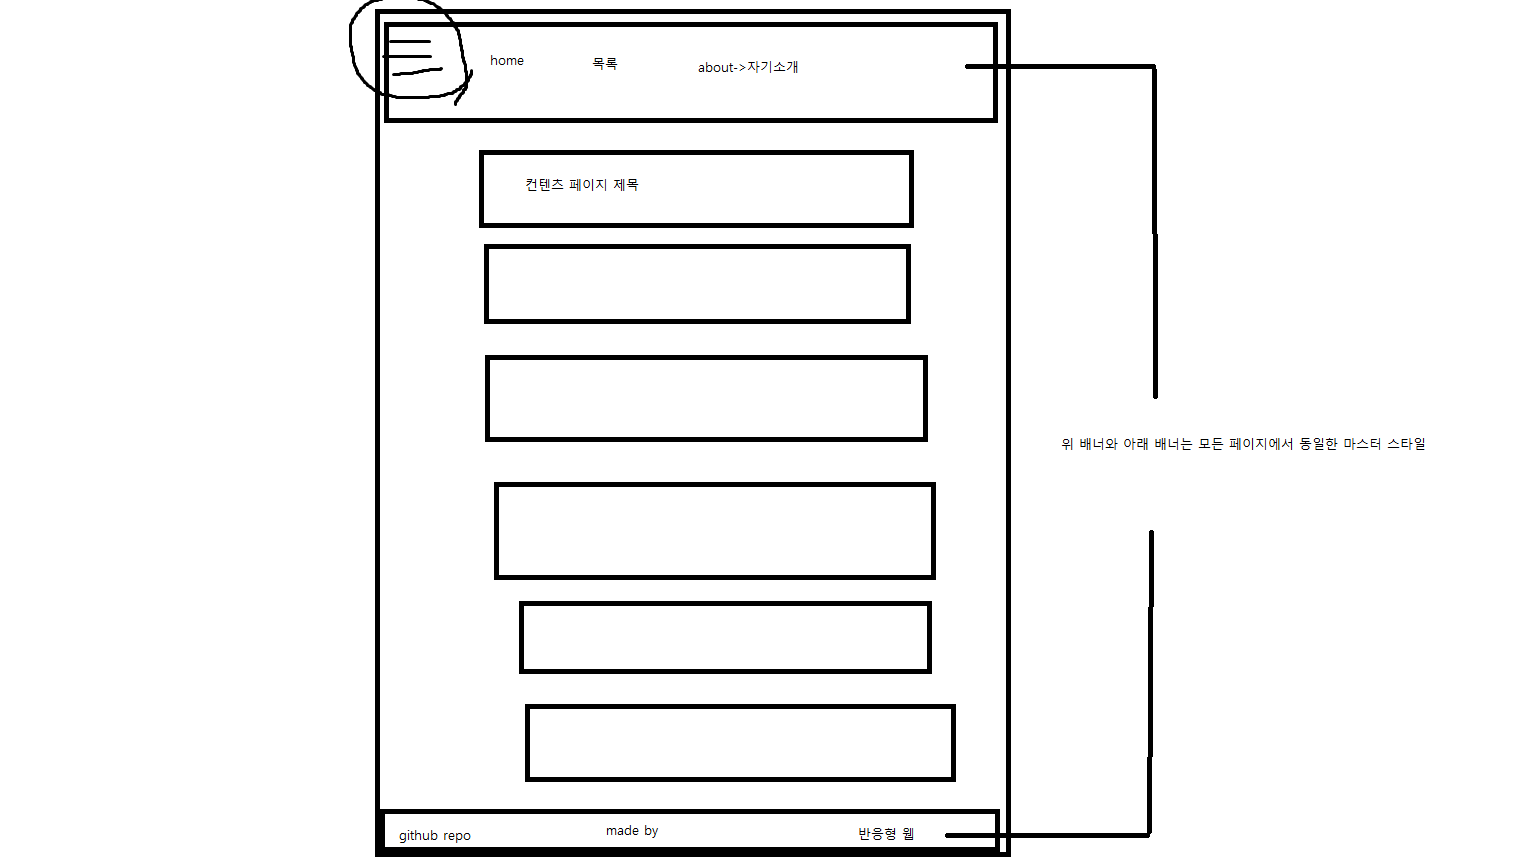 home
목록
about->자기소개
컨텐츠 페이지 제목
위 배너와 아래 배너는 모든 페이지에서 동일한 마스터 스타일
github repo
made by
반응형 웹